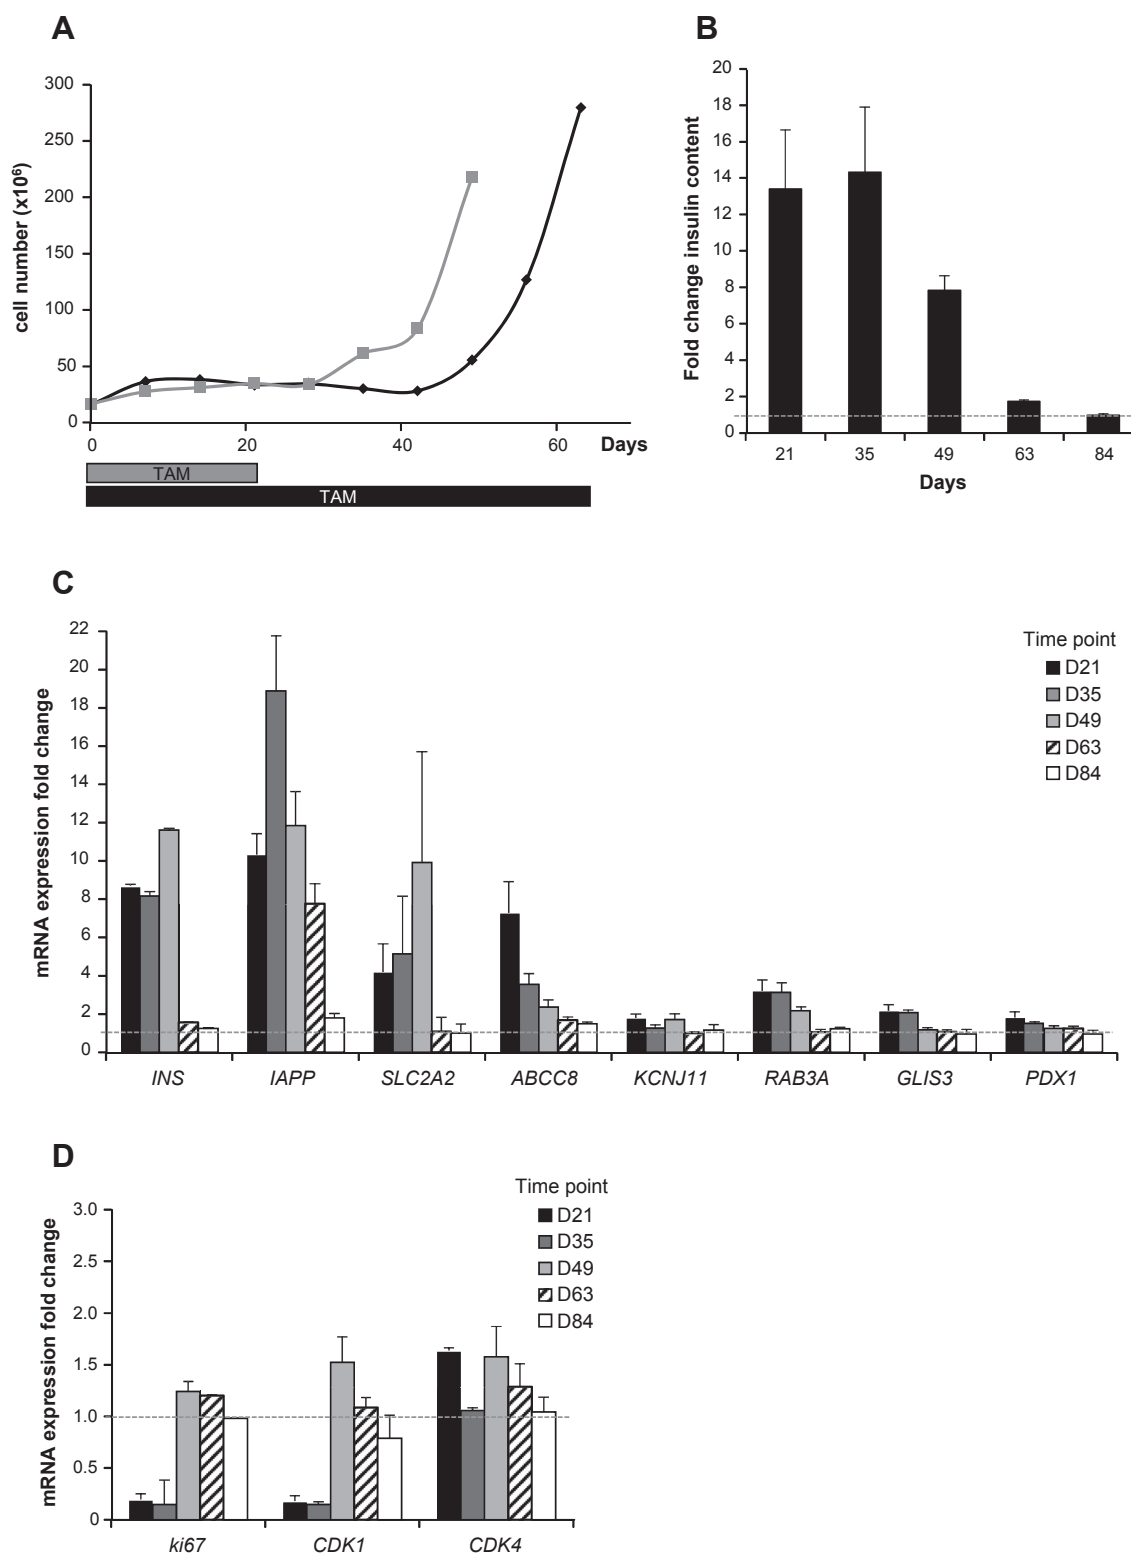 A
300
250
200
150
100
50
0
cell number (x10⁶)
0
20
40
60
Days
TAM
TAM
B
20
18
16
14
12
10
8
6
4
2
0
Fold change insulin content
21
35
49
63
84
Days
C
22
20
18
16
14
12
10
8
6
4
2
0
mRNA expression fold change
Time point
D21
D35
D49
D63
D84
INS
IAPP
SLC2A2
ABCC8
KCNJ11
RAB3A
GLIS3
PDX1
D
3.0
2.5
2.0
1.5
1.0
0.5
0
mRNA expression fold change
Time point
D21
D35
D49
D63
D84
ki67
CDK1
CDK4